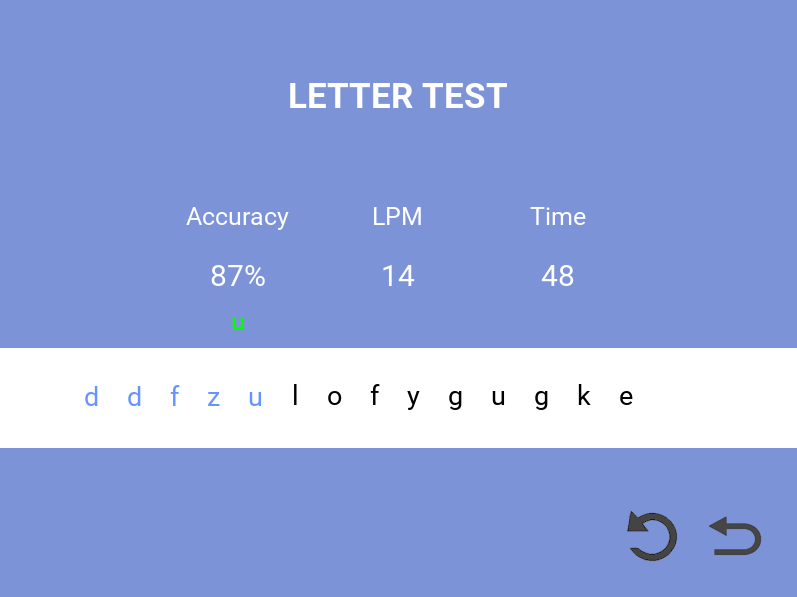 LETTER TEST
Accuracy LPM Time
87% 14 48
u
d d f z u l o f y g u g k e